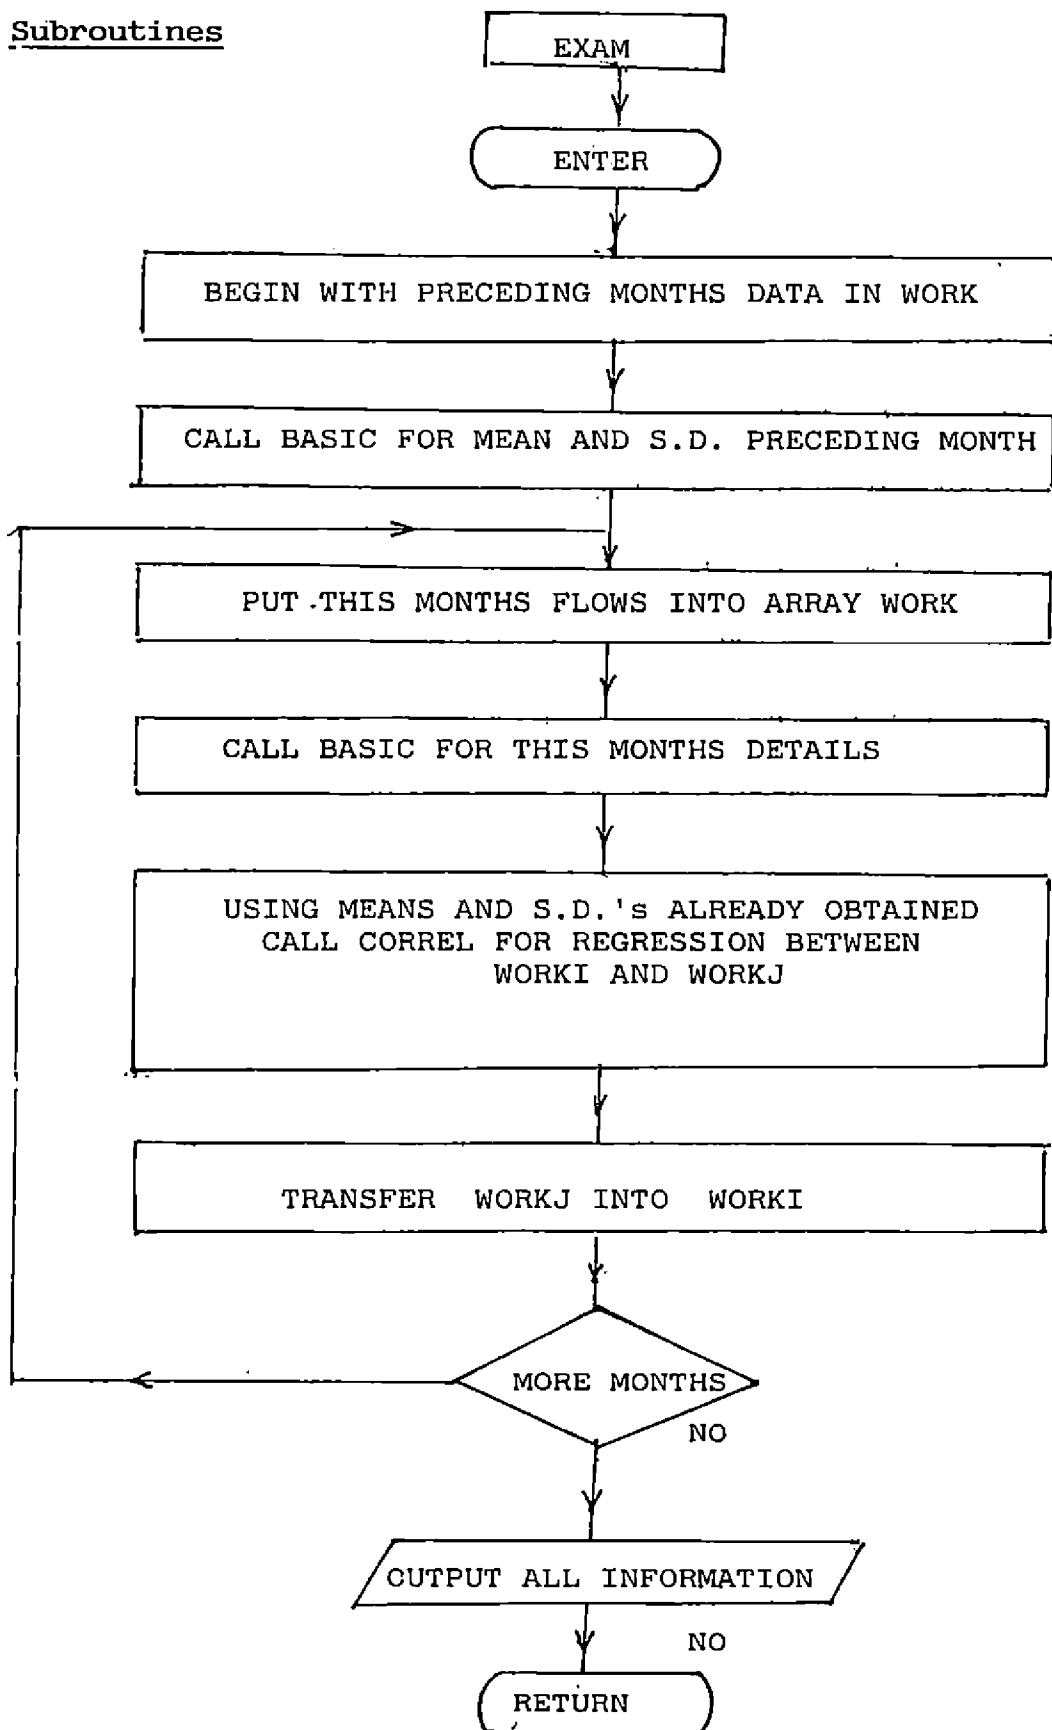 Subroutines
EXAM
ENTER
BEGIN WITH PRECEDING MONTHS DATA IN WORK
CALL BASIC FOR MEAN AND S.D. PRECEDING MONTH
PUT THIS MONTHS FLOWS INTO ARRAY WORK
CALL BASIC FOR THIS MONTHS DETAILS
USING MEANS AND S.D.'s ALREADY OBTAINED
CALL CORREL FOR REGRESSION BETWEEN
WORKI AND WORKJ
TRANSFER WORKJ INTO WORKI
MORE MONTHS
NO
OUTPUT ALL INFORMATION
NO
RETURN